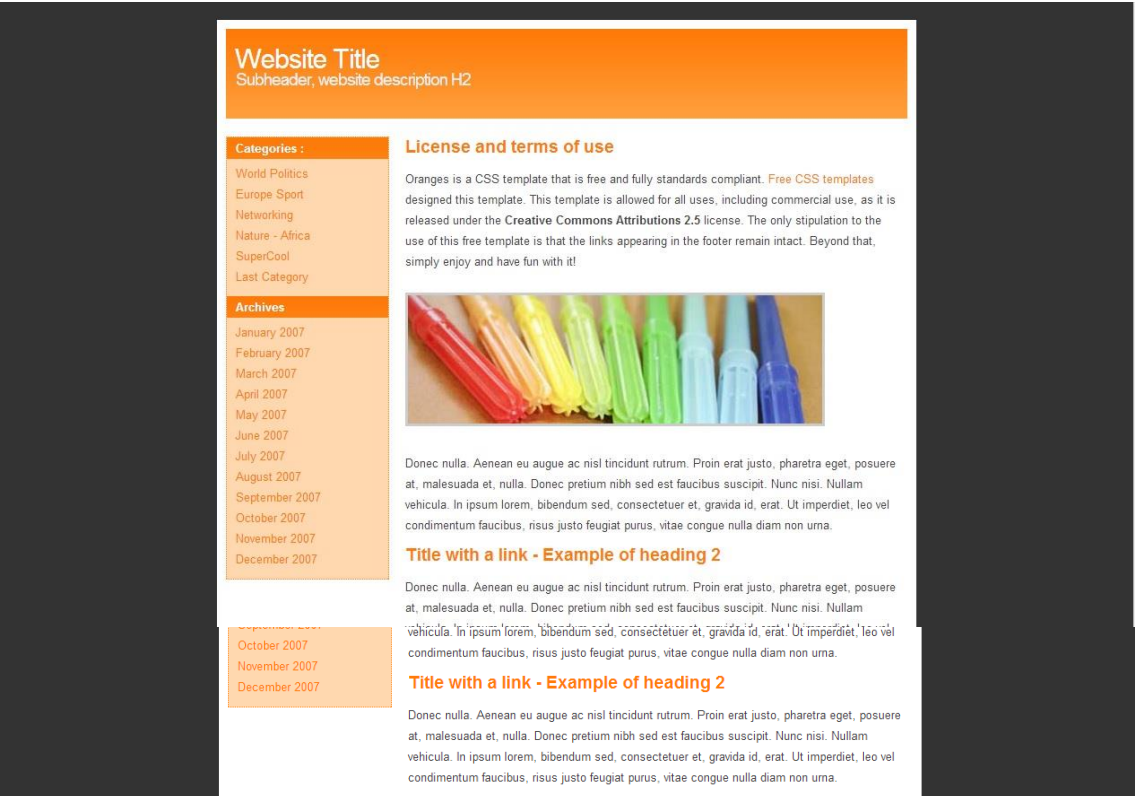 Website Title
Subheader, website description H2
Categories :
World Politics
Europe Sport
Networking
Nature - Africa
SuperCool
Last Category
Archives
January 2007
February 2007
March 2007
April 2007
May 2007
June 2007
July 2007
August 2007
September 2007
October 2007
November 2007
December 2007
October 2007
November 2007
December 2007
License and terms of use
Oranges is a CSS template that is free and fully standards compliant. Free CSS templates
designed this template. This template is allowed for all uses, including commercial use, as it is
released under the Creative Commons Attributions 2.5 license. The only stipulation to the
use of this free template is that the links appearing in the footer remain intact. Beyond that,
simply enjoy and have fun with it!
Donec nulla. Aenean eu augue ac nisl tincidunt rutrum. Proin erat justo, pharetra eget, posuere
at, malesuada et, nulla. Donec pretium nibh sed est faucibus suscipit. Nunc nisi. Nullam
vehicula. In ipsum lorem, bibendum sed, consectetuer et, gravida id, erat. Ut imperdiet, leo vel
condimentum faucibus, risus justo feugiat purus, vitae congue nulla diam non urna.
Title with a link - Example of heading 2
Donec nulla. Aenean eu augue ac nisl tincidunt rutrum. Proin erat justo, pharetra eget, posuere
at, malesuada et, nulla. Donec pretium nibh sed est faucibus suscipit. Nunc nisi. Nullam
vehicula. In ipsum lorem, bibendum sed, consectetuer et, gravida id, erat. Ut imperdiet, leo vel
condimentum faucibus, risus justo feugiat purus, vitae congue nulla diam non urna.
Title with a link - Example of heading 2
Donec nulla. Aenean eu augue ac nisl tincidunt rutrum. Proin erat justo, pharetra eget, posuere
at, malesuada et, nulla. Donec pretium nibh sed est faucibus suscipit. Nunc nisi. Nullam
vehicula. In ipsum lorem, bibendum sed, consectetuer et, gravida id, erat. Ut imperdiet, leo vel
condimentum faucibus, risus justo feugiat purus, vitae congue nulla diam non urna.